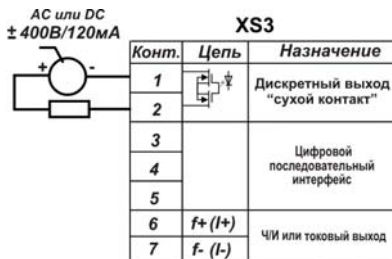 AC или DC
± 400В/120мА
XS3
Конт. Цепь Назначение
+ -
1
2
Дискретный выход
“сухой контакт”
3
4
5
Цифровой
последовательный
интерфейс
6 f+ (I+)
7 f- (I-)
Ч/И или токовый выход